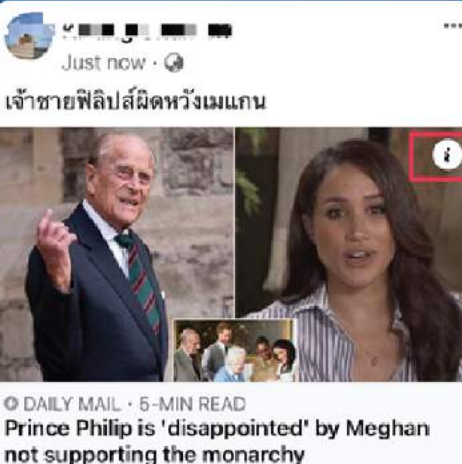 Just now ·
เจ้าชายฟิลิปส์ผิดหวังเมแกน
i
DAILY MAIL · 5-MIN READ
Prince Philip is 'disappointed' by Meghan
not supporting the monarchy